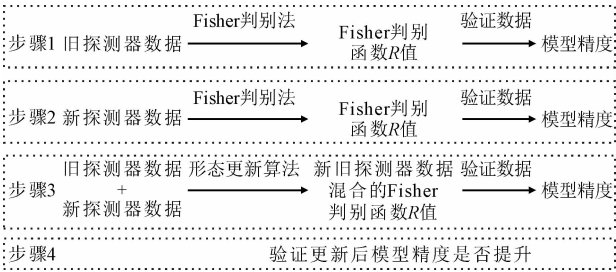 Fisher判别法
Fisher判别
验证数据
步骤1 旧探测器数据
函数R值
模型精度
Fisher判别法
Fisher判别
验证数据
步骤2 新探测器数据
函数R值
模型精度
旧探测器数据
形态更新算法
新旧探测器数据
验证数据
步骤3
+
混合的Fisher
模型精度
新探测器数据
判别函数R值
步骤4
验证更新后模型精度是否提升